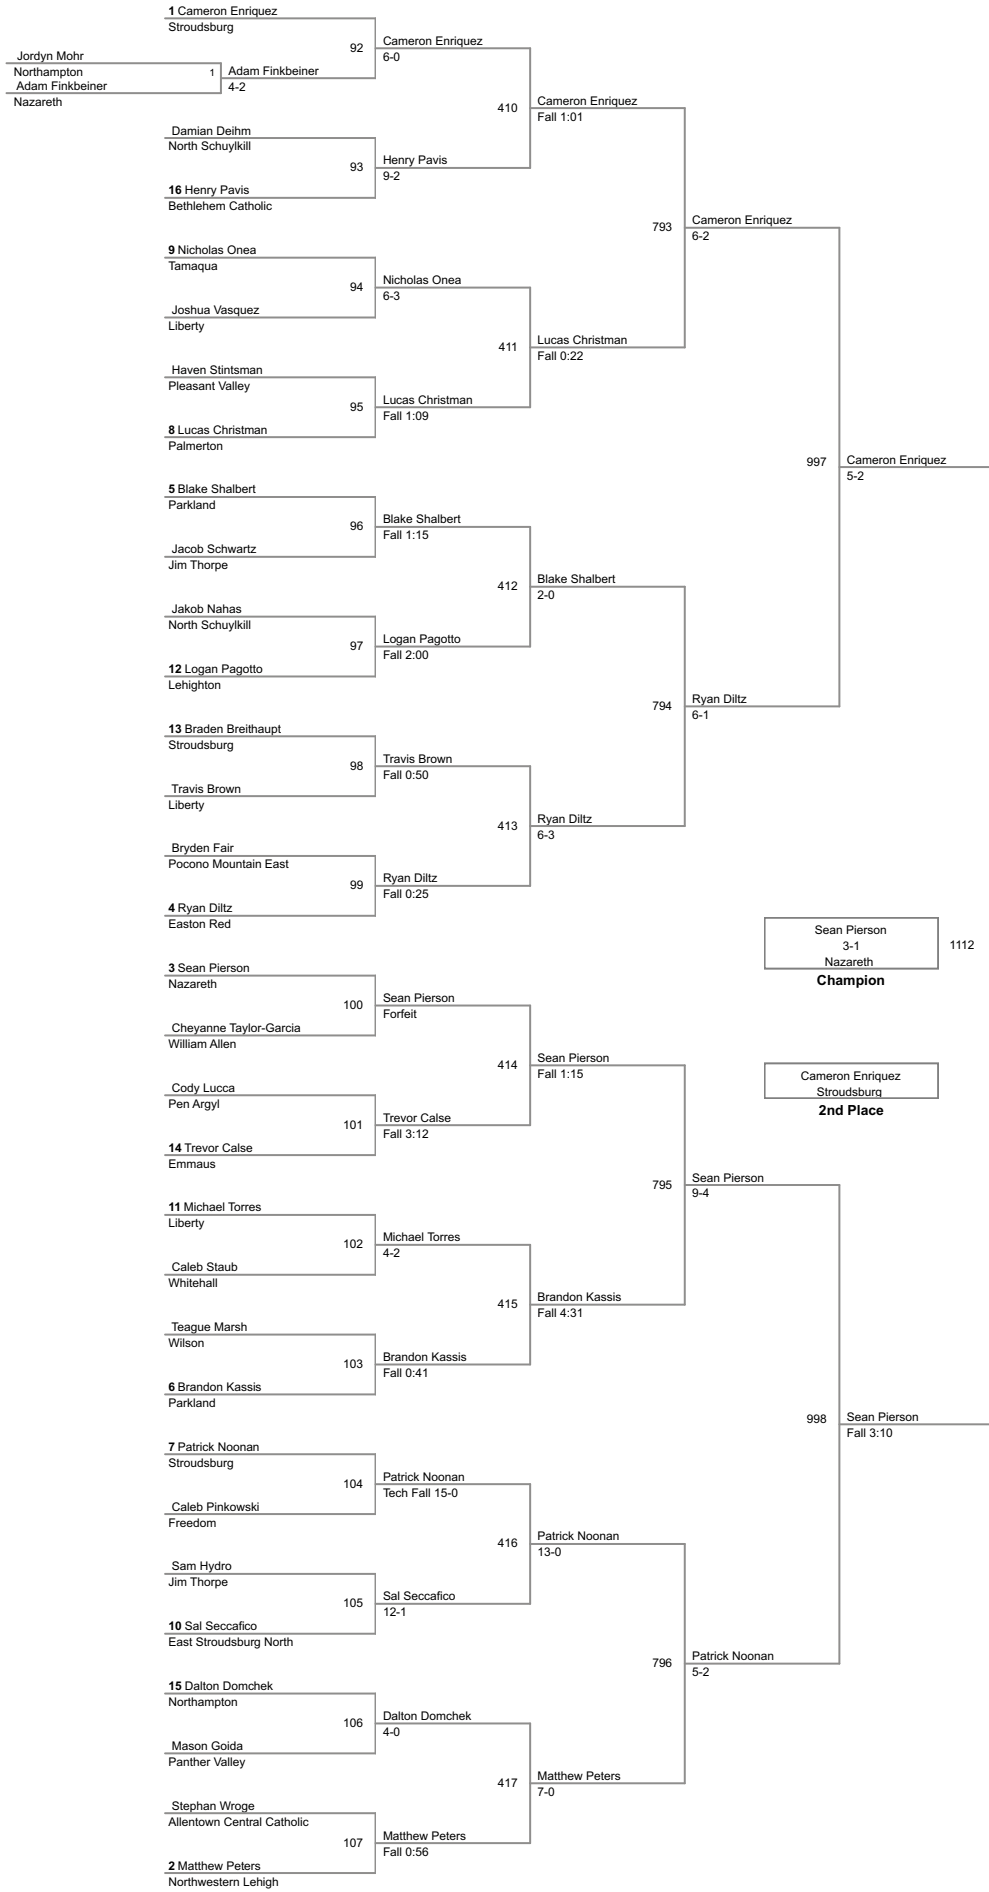 1 Cameron Enriquez
Stroudsburg
92
Cameron Enriquez
6-0
Jordyn Mohr
Northampton
1
Adam Finkbeiner
4-2
Adam Finkbeiner
Nazareth
410
Cameron Enriquez
Fall 1:01
Damian Deihm
North Schuylkill
93
Henry Pavis
9-2
16 Henry Pavis
Bethlehem Catholic
793
Cameron Enriquez
6-2
9 Nicholas Onea
Tamaqua
94
Nicholas Onea
6-3
Joshua Vasquez
Liberty
411
Lucas Christman
Fall 0:22
Haven Stintsman
Pleasant Valley
95
Lucas Christman
Fall 1:09
8 Lucas Christman
Palmerton
997
Cameron Enriquez
5-2
5 Blake Shalbert
Parkland
96
Blake Shalbert
Fall 1:15
Jacob Schwartz
Jim Thorpe
412
Blake Shalbert
2-0
Jakob Nahas
North Schuylkill
97
Logan Pagotto
Fall 2:00
12 Logan Pagotto
Lehighton
794
Ryan Diltz
6-1
13 Braden Breithaupt
Stroudsburg
98
Travis Brown
Fall 0:50
Travis Brown
Liberty
413
Ryan Diltz
6-3
Bryden Fair
Pocono Mountain East
99
Ryan Diltz
Fall 0:25
4 Ryan Diltz
Easton Red
Sean Pierson
3-1
Nazareth
1112
Champion
3 Sean Pierson
Nazareth
100
Sean Pierson
Forfeit
Cheyanne Taylor-Garcia
William Allen
414
Sean Pierson
Fall 1:15
Cameron Enriquez
Stroudsburg
2nd Place
Cody Lucca
Pen Argyl
101
Trevor Calse
Fall 3:12
14 Trevor Calse
Emmaus
795
Sean Pierson
9-4
11 Michael Torres
Liberty
102
Michael Torres
4-2
Caleb Staub
Whitehall
415
Brandon Kassis
Fall 4:31
Teague Marsh
Wilson
103
Brandon Kassis
Fall 0:41
6 Brandon Kassis
Parkland
998
Sean Pierson
Fall 3:10
7 Patrick Noonan
Stroudsburg
104
Patrick Noonan
Tech Fall 15-0
Caleb Pinkowski
Freedom
416
Patrick Noonan
13-0
Sam Hydro
Jim Thorpe
105
Sal Seccafico
12-1
10 Sal Seccafico
East Stroudsburg North
796
Patrick Noonan
5-2
15 Dalton Domchek
Northampton
106
Dalton Domchek
4-0
Mason Goida
Panther Valley
417
Matthew Peters
7-0
Stephan Wroge
Allentown Central Catholic
107
Matthew Peters
Fall 0:56
2 Matthew Peters
Northwestern Lehigh